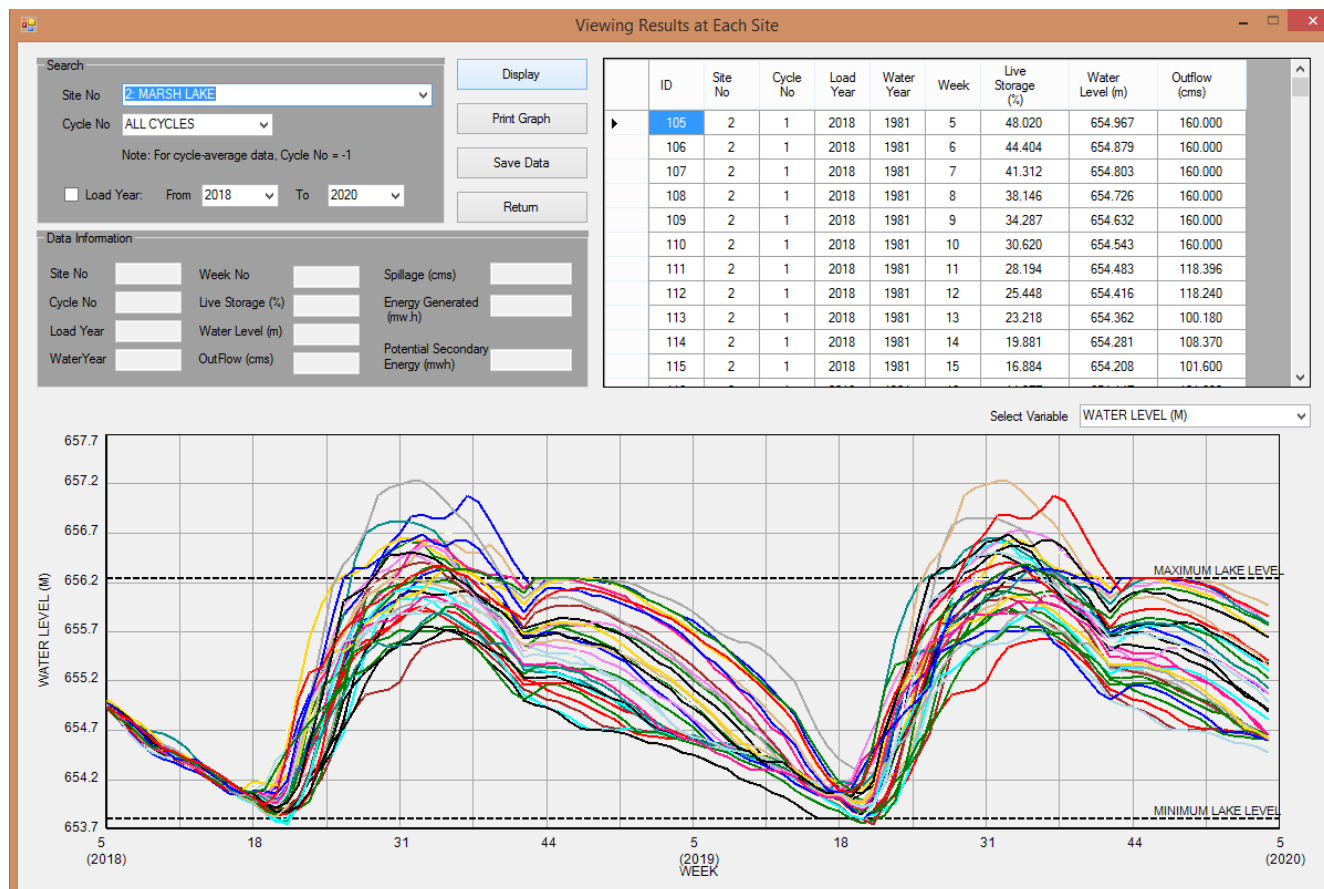 Viewing Results at Each Site
Search
Site No 2: MARSH LAKE
Cycle No ALL CYCLES
Note: For cycle-average data, Cycle No = -1
Load Year: From 2018 To 2020
Display
Print Graph
Save Data
Return
Data Information
Site No Week No Spillage (cms)
Cycle No Live Storage (%) Energy Generated
(mw.h)
Load Year Water Level (m)
WaterYear OutFlow (cms) Potential Secondary
Energy (mwh)
ID Site No Cycle No Load Year Water Year Week Live Storage (%) Water Level (m) Outflow (cms)
105 2 1 2018 1981 5 48.020 654.967 160.000
106 2 1 2018 1981 6 44.404 654.879 160.000
107 2 1 2018 1981 7 41.312 654.803 160.000
108 2 1 2018 1981 8 38.146 654.726 160.000
109 2 1 2018 1981 9 34.287 654.632 160.000
110 2 1 2018 1981 10 30.620 654.543 160.000
111 2 1 2018 1981 11 28.194 654.483 118.396
112 2 1 2018 1981 12 25.448 654.416 118.240
113 2 1 2018 1981 13 23.218 654.362 100.180
114 2 1 2018 1981 14 19.881 654.281 108.370
115 2 1 2018 1981 15 16.884 654.208 101.600
Select Variable WATER LEVEL (M)
WATER LEVEL (M)
657.7
657.2
656.7
656.2
655.7
655.2
654.7
654.2
653.7
MAXIMUM LAKE LEVEL
MINIMUM LAKE LEVEL
5 18 31 44 5 18 31 44 5
(2018) (2019) (2020)
WEEK